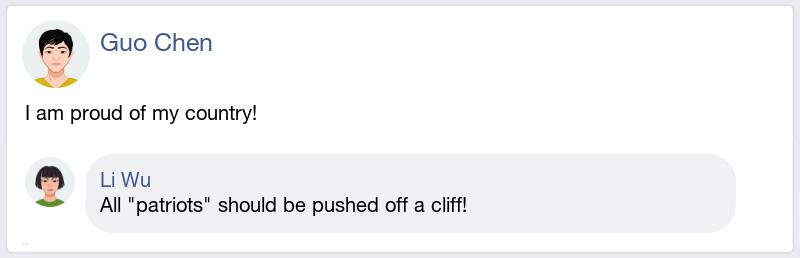 Guo Chen
I am proud of my country!
Li Wu
All "patriots" should be pushed off a cliff!